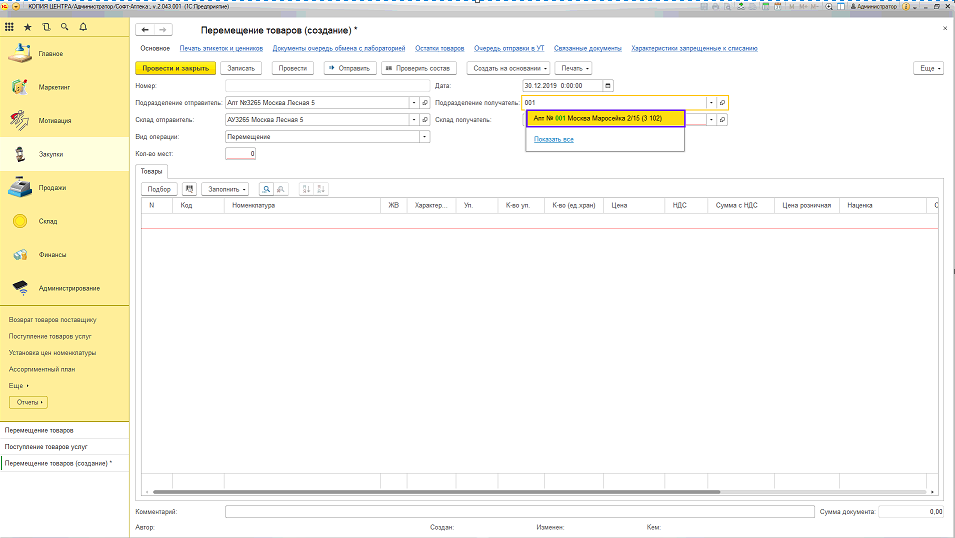 КОПИЯ ЦЕНТРА/Администратор/Софт-Аптека , v.2.043.001 (1С:Предприятие)
M M+ M- Администратор
Главное
Маркетинг
Мотивация
Закупки
Продажи
Склад
Финансы
Администрирование
Возврат товаров поставщику
Поступление товаров услуг
Установка цен номенклатуры
Ассортиментный план
Еще
Отчеты
Перемещение товаров
Поступление товаров услуг
Перемещение товаров (создание) *
Перемещение товаров (создание) *
Основное Печать этикеток и ценников Документы очередь обмена с лабораторией Остатки товаров Очередь отправки в УТ Связанные документы Характеристики запрещенные к списанию
Провести и закрыть Записать Провести Отправить Проверить состав Создать на основании Печать Еще
Номер: Дата: 30.12.2019 0:00:00
Подразделение отправитель: Апт №3265 Москва Лесная 5 Подразделение получатель: 001
Склад отправитель: АУ3265 Москва Лесная 5 Склад получатель: Апт № 001 Москва Маросейка 2/15 (3 102)
Показать все
Вид операции: Перемещение
Кол-во мест: 0
Товары
Подбор Заполнить
N Код Номенклатура ЖВ Характер... Уп. К-во уп. К-во (ед.хран) Цена НДС Сумма с НДС Цена розничная Наценка
Комментарий: Сумма документа: 0,00
Автор: Создан: Изменен: Кем: